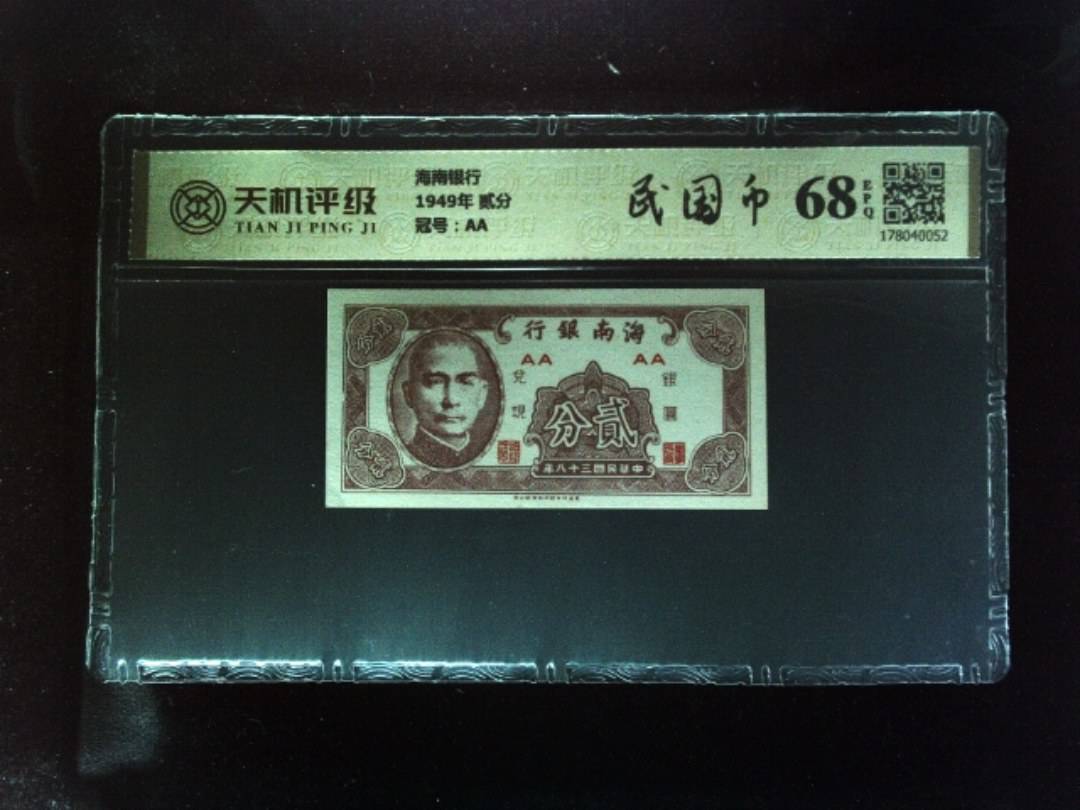 天机评级
TIAN JI PING JI
海南银行
1949年 贰分
冠号：AA
民国币
68
EPQ
178040052
行銀南海
AA AA
兌現
銀圓
分貳
年八十三國民華中